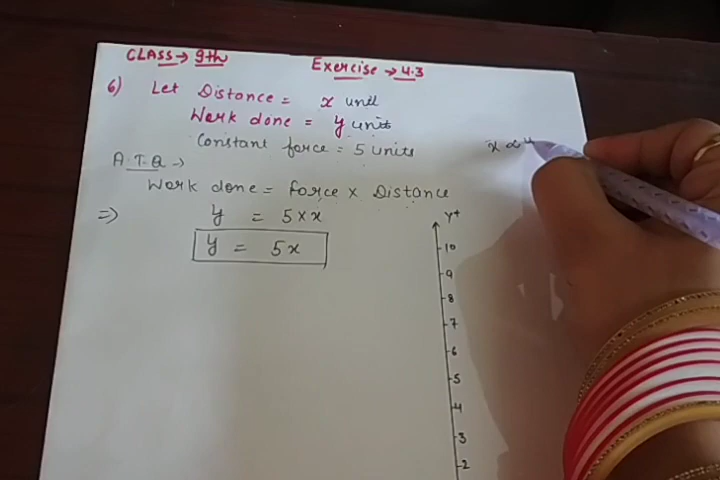 CLASS → 9th
Exercise → 4.3
6) Let Distance = x unit
Work done = y units
Constant force = 5 units
x ∝ y
A.T.Q →
Work done = Force × Distance
⇒ y = 5 × x
y = 5x
Y+
10
9
8
7
6
5
4
3
2